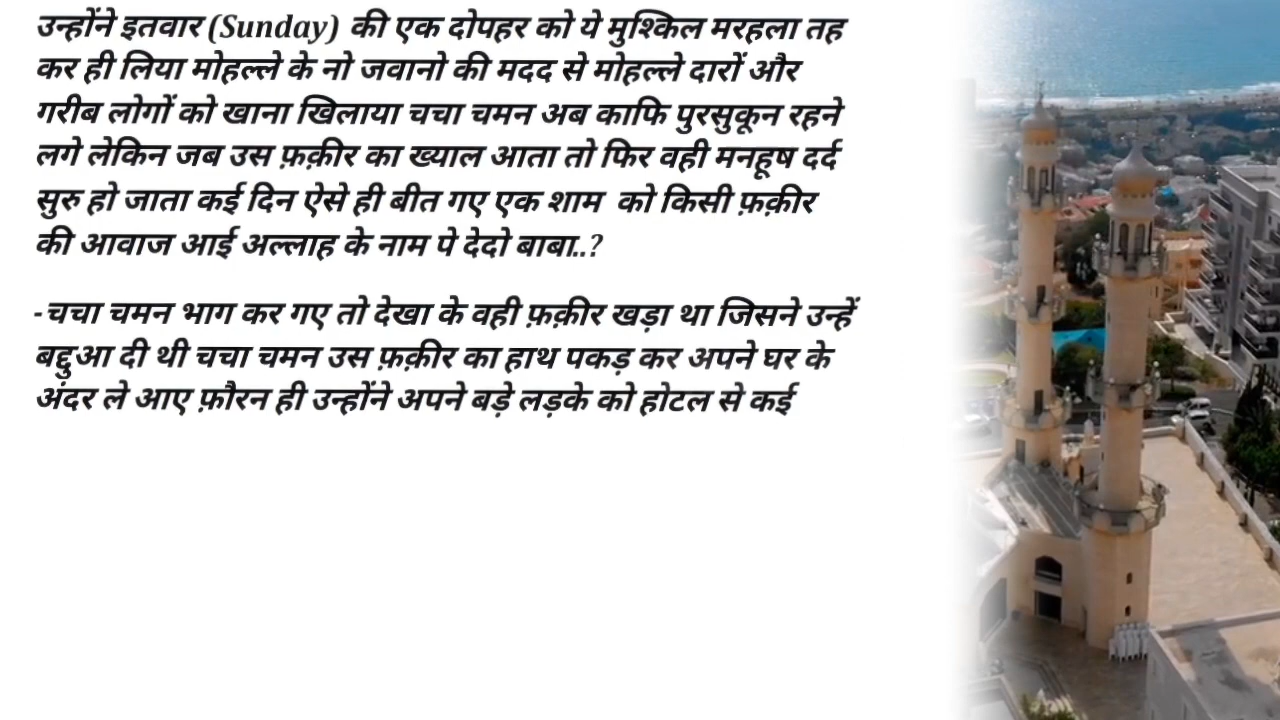 उन्होंने इतवार (Sunday) की एक दोपहर को ये मुश्किल मरहला तह
कर ही लिया मोहल्ले के नो जवानो की मदद से मोहल्ले दारों और
गरीब लोगों को खाना खिलाया चचा चमन अब काफि पुरसुकून रहने
लगे लेकिन जब उस फ़क़ीर का ख्याल आता तो फिर वही मनहूष दर्द
सुरु हो जाता कई दिन ऐसे ही बीत गए एक शाम को किसी फ़क़ीर
की आवाज आई अल्लाह के नाम पे देदो बाबा..?
-चचा चमन भाग कर गए तो देखा के वही फ़क़ीर खड़ा था जिसने उन्हें
बद्दुआ दी थी चचा चमन उस फ़क़ीर का हाथ पकड़ कर अपने घर के
अंदर ले आए फ़ौरन ही उन्होंने अपने बड़े लड़के को होटल से कई